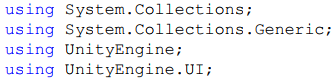 using System.Collections;
using System.Collections.Generic;
using UnityEngine;
using UnityEngine.UI;